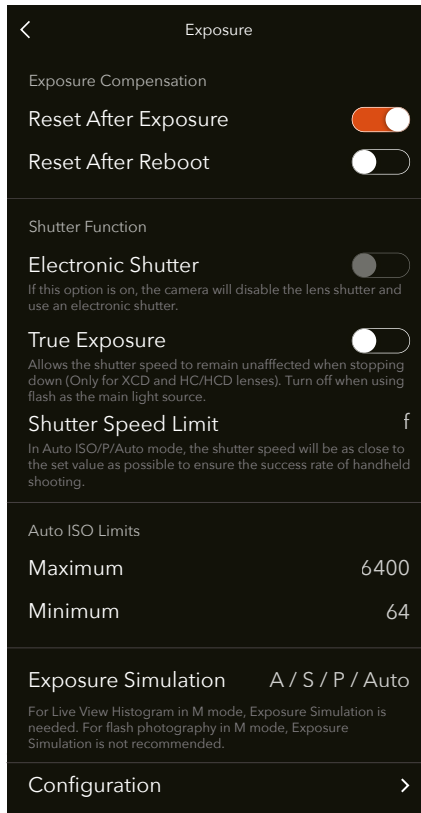 Exposure
Exposure Compensation
Reset After Exposure
Reset After Reboot
Shutter Function
Electronic Shutter
If this option is on, the camera will disable the lens shutter and
use an electronic shutter.
True Exposure
Allows the shutter speed to remain unafffected when stopping
down (Only for XCD and HC/HCD lenses). Turn off when using
flash as the main light source.
Shutter Speed Limit f
In Auto ISO/P/Auto mode, the shutter speed will be as close to
the set value as possible to ensure the success rate of handheld
shooting.
Auto ISO Limits
Maximum 6400
Minimum 64
Exposure Simulation A / S / P / Auto
For Live View Histogram in M mode, Exposure Simulation is
needed. For flash photography in M mode, Exposure
Simulation is not recommended.
Configuration